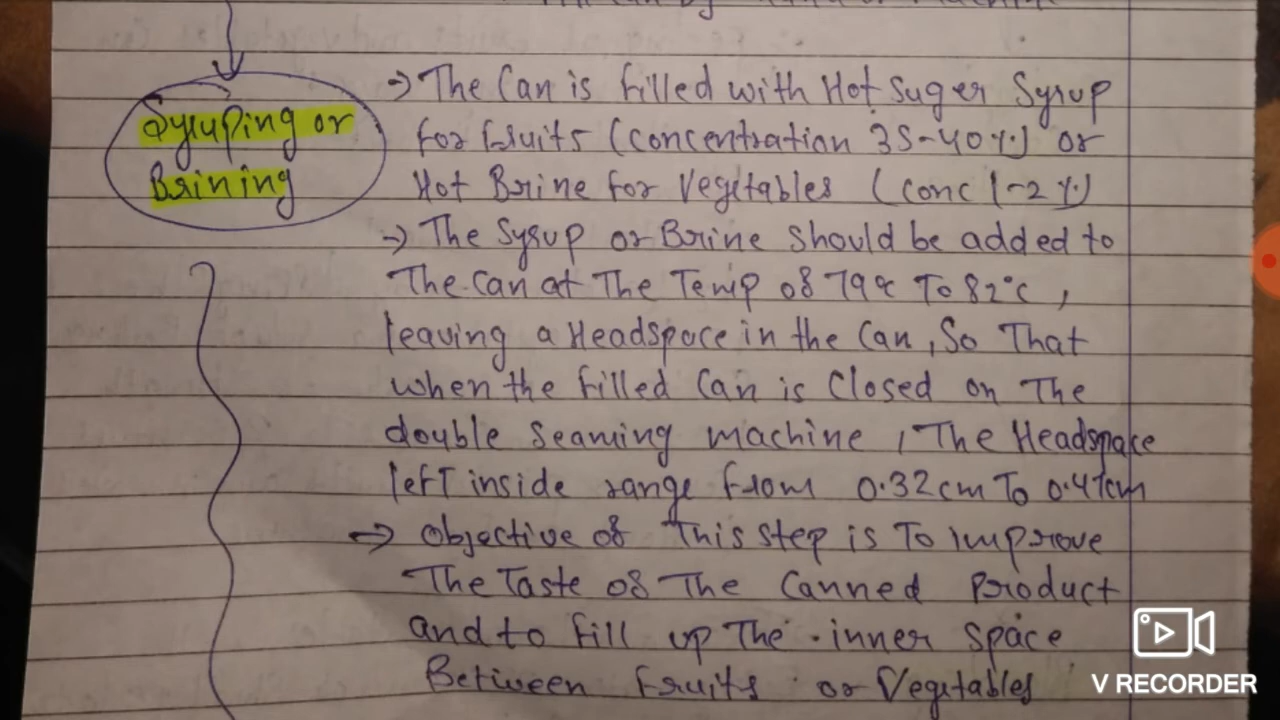 Syruping or
Brining
→ The Can is filled with Hot Suger Syrup
for fruits (concentration 35-40%) or
Hot Brine for Vegetables (conc 1-2%)
→ The Syrup or Brine should be added to
The can at The Temp of 79°c To 82°c,
leaving a Headspace in the Can, So That
when the filled Can is Closed on The
double Seaming machine, The Headspace
left inside range from 0.32cm To 0.47cm
→ Objective of This step is To improve
The Taste of The Canned Product
and to fill up The inner space
Between fruits or Vegetables
V RECORDER